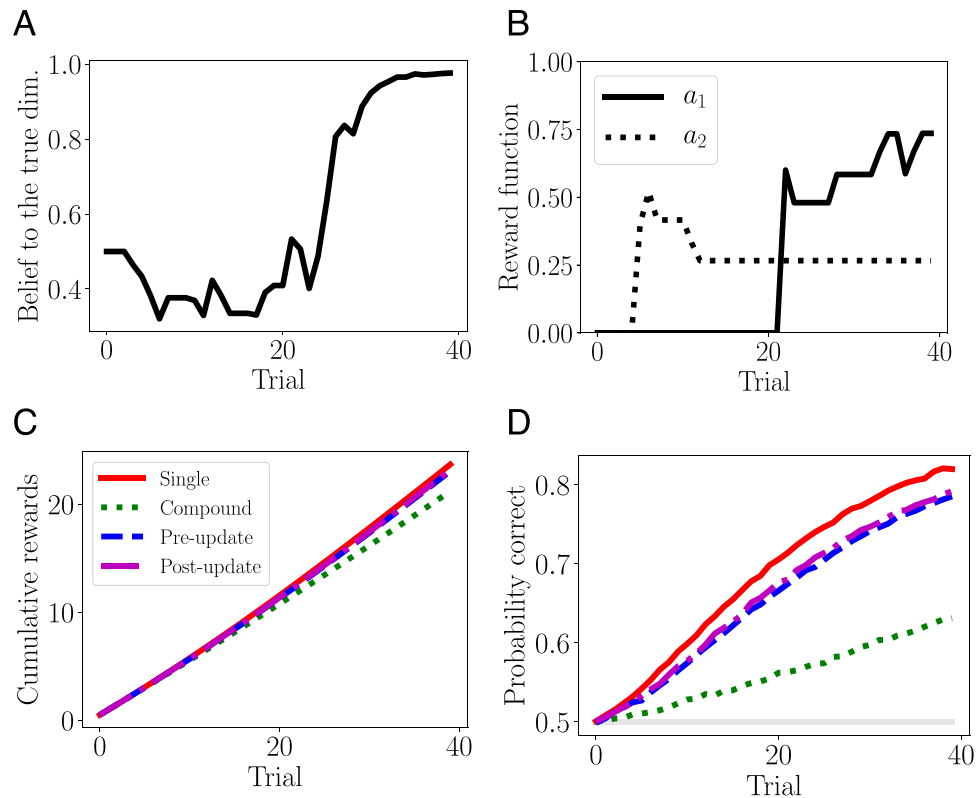 A
Belief to the true dim.
1.0
0.8
0.6
0.4
0
20
40
Trial
B
Reward function
1.00
0.75
0.50
0.25
0.00
a1
a2
0
20
40
Trial
C
Cumulative rewards
20
10
0
Single
Compound
Pre-update
Post-update
0
20
40
Trial
D
Probability correct
0.8
0.7
0.6
0.5
0
20
40
Trial